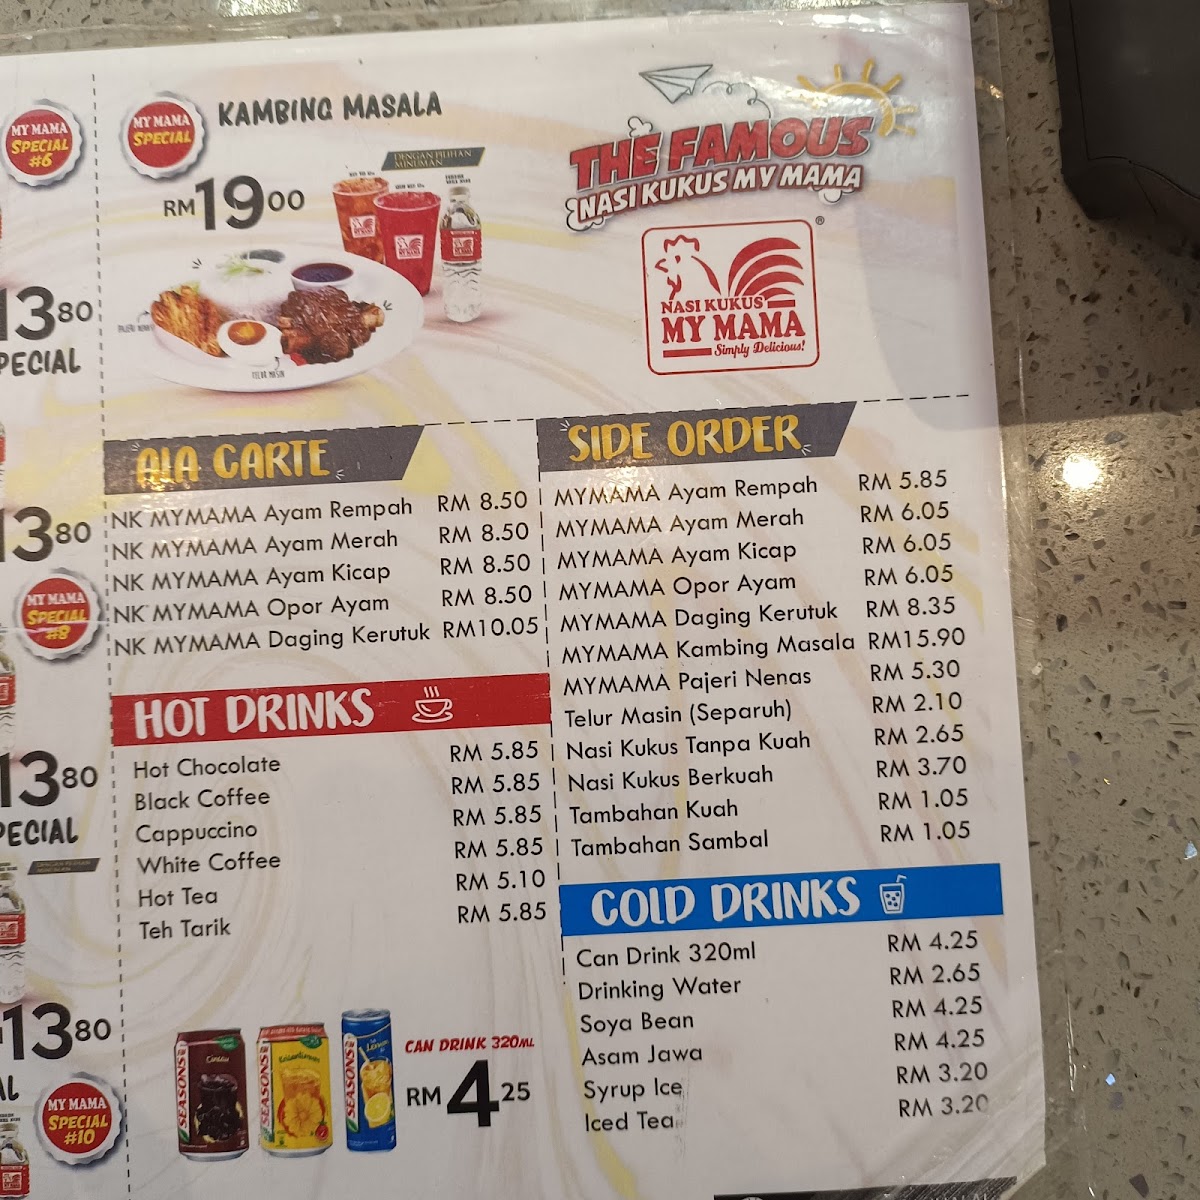 MY MAMA
SPECIAL
#6
13 80
PECIAL
13 80
MY MAMA
SPECIAL
#8
13 80
PECIAL
13 80
AL
MY MAMA
SPECIAL
#10
MY MAMA
SPECIAL
KAMBING MASALA
RM 19 00
DENGAN PILIHAN
MINUMAN
TELUR MASIN
THE FAMOUS
NASI KUKUS MY MAMA
®
NASI KUKUS
MY MAMA
Simply Delicious!
ALA CARTE
NK MYMAMA Ayam Rempah RM 8.50
NK MYMAMA Ayam Merah RM 8.50
NK MYMAMA Ayam Kicap RM 8.50
NK MYMAMA Opor Ayam RM 8.50
NK MYMAMA Daging Kerutuk RM10.05
HOT DRINKS
Hot Chocolate RM 5.85
Black Coffee RM 5.85
Cappuccino RM 5.85
White Coffee RM 5.85
Hot Tea RM 5.10
Teh Tarik RM 5.85
SEASONS
Cincau
SEASONS
SEASONS
Lemon
CAN DRINK 320ML
RM 4 25
SIDE ORDER
MYMAMA Ayam Rempah RM 5.85
MYMAMA Ayam Merah RM 6.05
MYMAMA Ayam Kicap RM 6.05
MYMAMA Opor Ayam RM 6.05
MYMAMA Daging Kerutuk RM 8.35
MYMAMA Kambing Masala RM15.90
MYMAMA Pajeri Nenas RM 5.30
Telur Masin (Separuh) RM 2.10
Nasi Kukus Tanpa Kuah RM 2.65
Nasi Kukus Berkuah RM 3.70
Tambahan Kuah RM 1.05
Tambahan Sambal RM 1.05
COLD DRINKS
Can Drink 320ml RM 4.25
Drinking Water RM 2.65
Soya Bean RM 4.25
Asam Jawa RM 4.25
Syrup Ice RM 3.20
Iced Tea RM 3.20